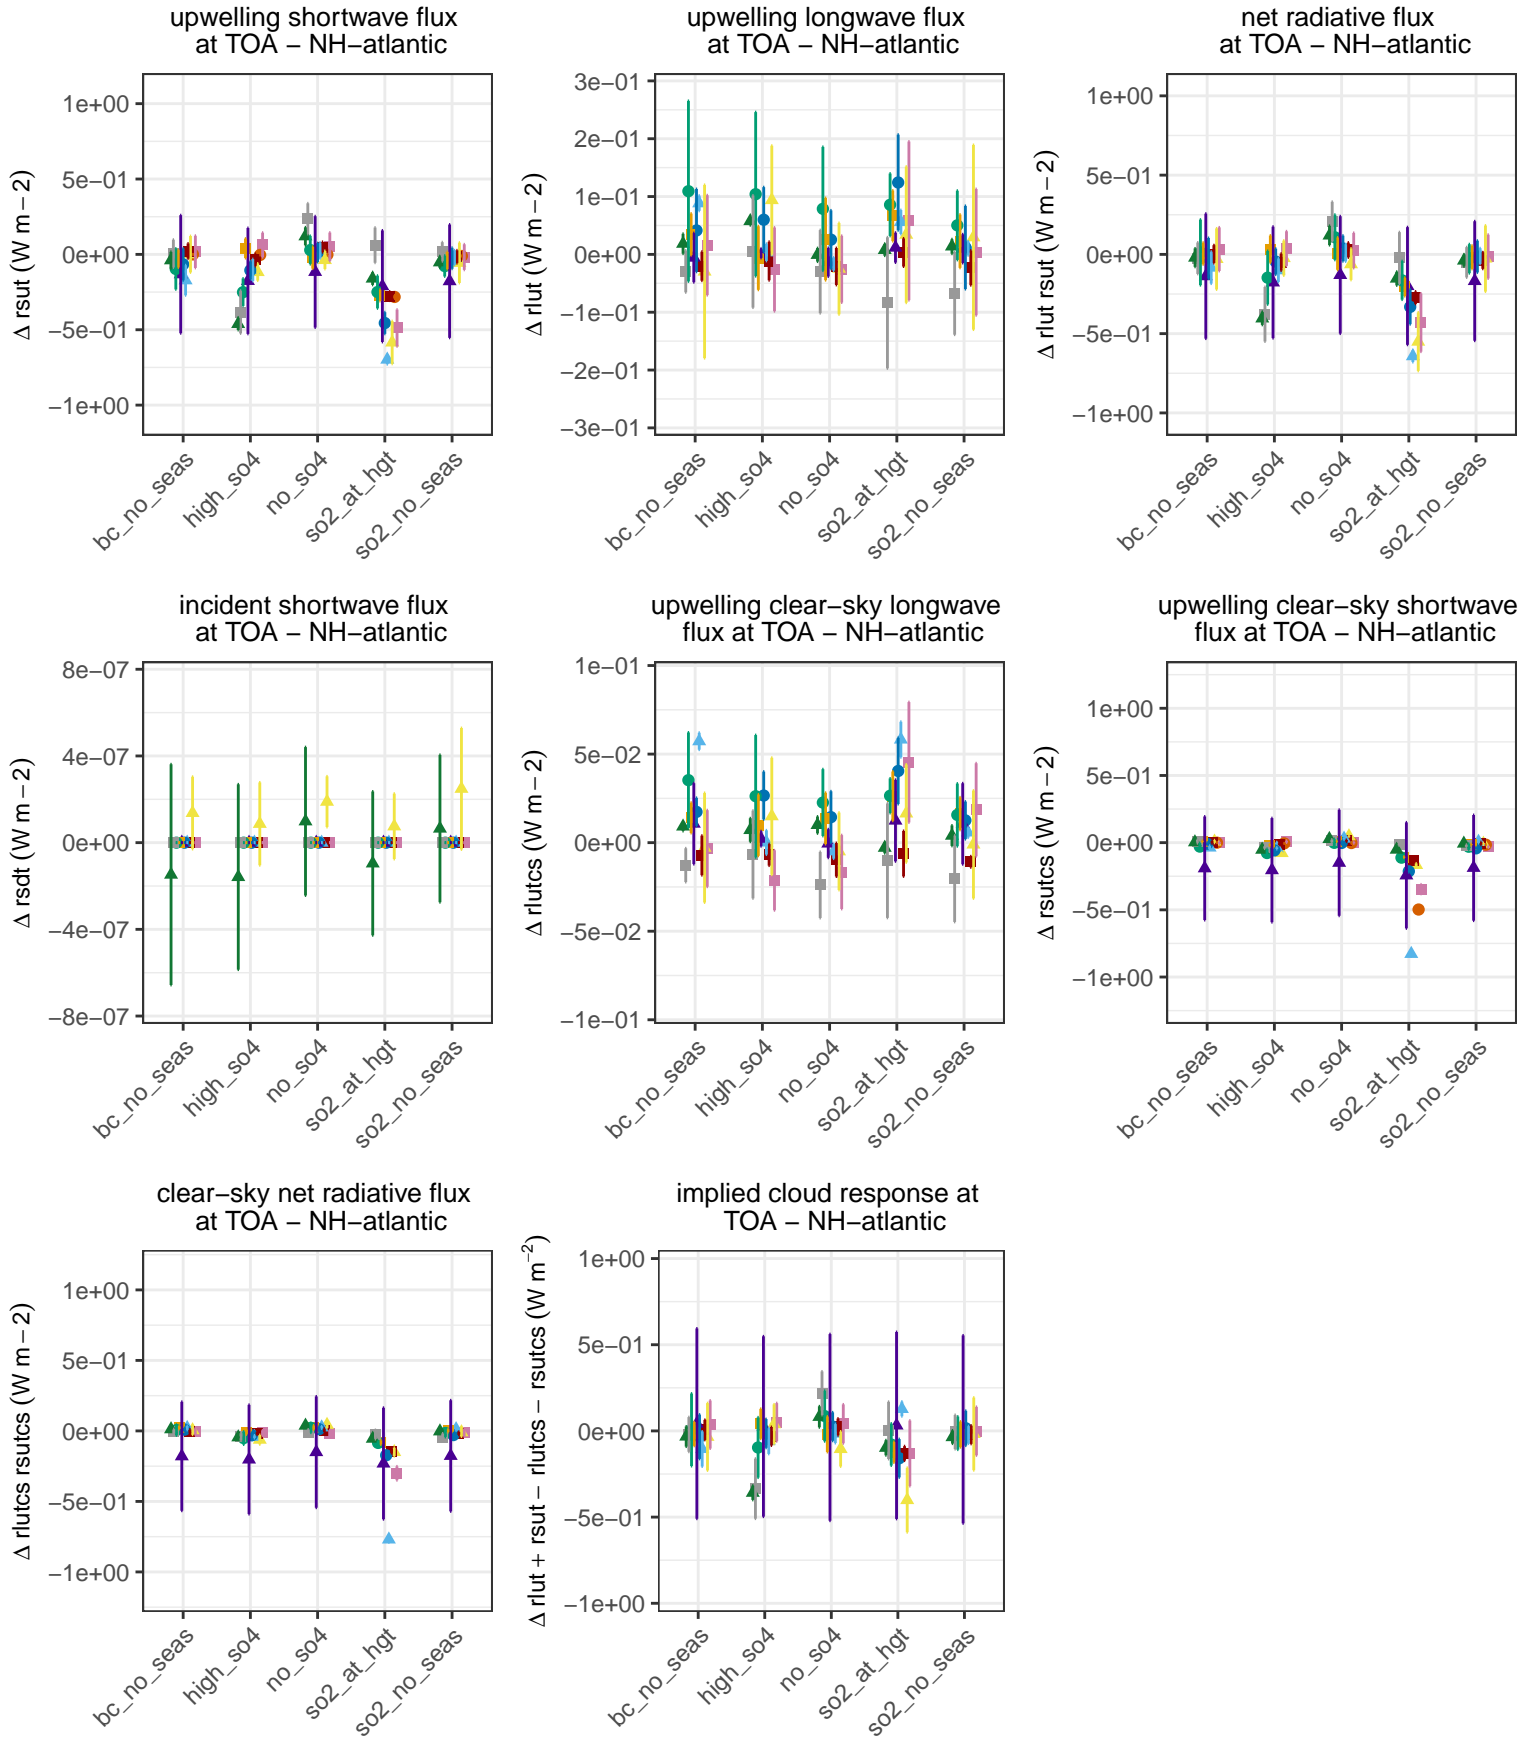 upwelling shortwave flux
at TOA − NH−atlantic
Δ rsut (W m−2)
1e+00
5e−01
0e+00
−5e−01
−1e+00
bc_no_seas
high_so4
no_so4
so2_at_hgt
so2_no_seas
upwelling longwave flux
at TOA − NH−atlantic
Δ rlut (W m−2)
3e−01
2e−01
1e−01
0e+00
−1e−01
−2e−01
−3e−01
bc_no_seas
high_so4
no_so4
so2_at_hgt
so2_no_seas
net radiative flux
at TOA − NH−atlantic
Δ rlut rsut (W m−2)
1e+00
5e−01
0e+00
−5e−01
−1e+00
bc_no_seas
high_so4
no_so4
so2_at_hgt
so2_no_seas
incident shortwave flux
at TOA − NH−atlantic
Δ rsdt (W m−2)
8e−07
4e−07
0e+00
−4e−07
−8e−07
bc_no_seas
high_so4
no_so4
so2_at_hgt
so2_no_seas
upwelling clear−sky longwave
flux at TOA − NH−atlantic
Δ rlutcs (W m−2)
1e−01
5e−02
0e+00
−5e−02
−1e−01
bc_no_seas
high_so4
no_so4
so2_at_hgt
so2_no_seas
upwelling clear−sky shortwave
flux at TOA − NH−atlantic
Δ rsutcs (W m−2)
1e+00
5e−01
0e+00
−5e−01
−1e+00
bc_no_seas
high_so4
no_so4
so2_at_hgt
so2_no_seas
clear−sky net radiative flux
at TOA − NH−atlantic
Δ rlutcs rsutcs (W m−2)
1e+00
5e−01
0e+00
−5e−01
−1e+00
bc_no_seas
high_so4
no_so4
so2_at_hgt
so2_no_seas
implied cloud response at
TOA − NH−atlantic
Δ rlut + rsut − rlutcs − rsutcs (W m⁻²)
1e+00
5e−01
0e+00
−5e−01
−1e+00
bc_no_seas
high_so4
no_so4
so2_at_hgt
so2_no_seas